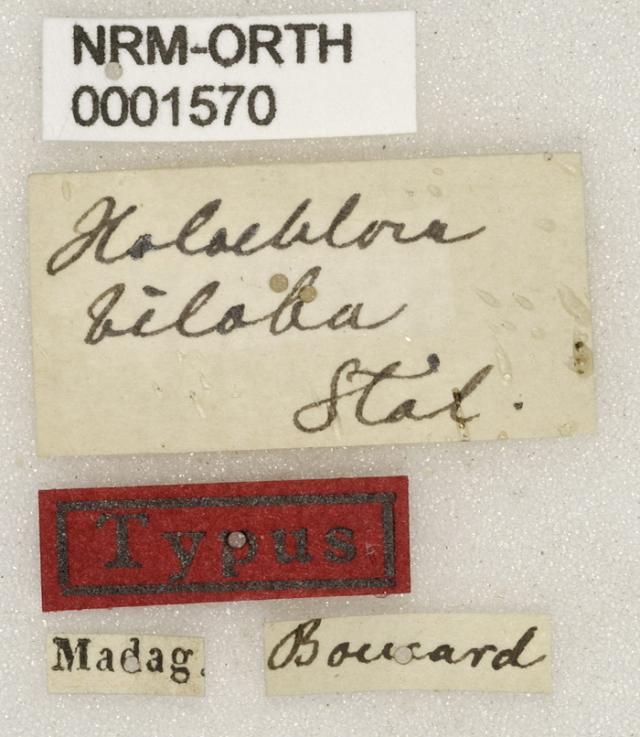 NRM-ORTH
0001570
Holochlora
biloba
Stål.
Typus
Madag.
Boucard